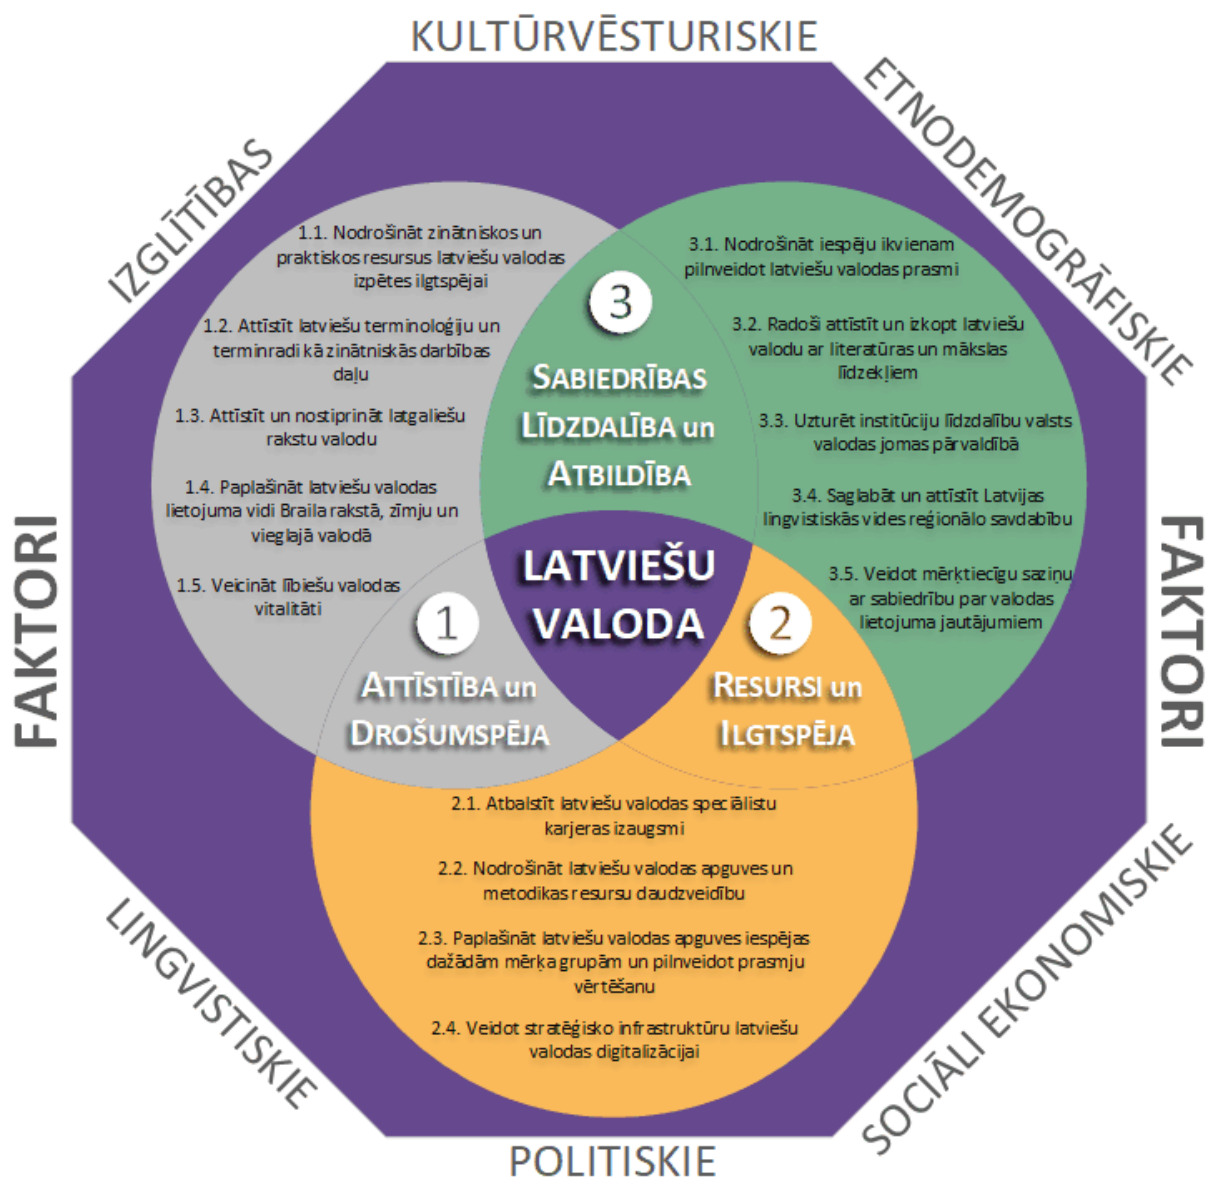 KULTŪRVĒSTURISKIE
ETNODEMOGRĀFISKIE
IZGLĪTĪBAS
1.1. Nodrošināt zinātniskos un
praktiskos resursus latviešu valodas
izpētes ilgtspējai
1.2. Attīstīt latviešu terminoloģiju un
terminradi kā zinātniskās darbības
daļu
1.3. Attīstīt un nostiprināt latgaliešu
rakstu valodu
1.4. Paplašināt latviešu valodas
lietojuma vidi Braila rakstā, zīmju un
vieglajā valodā
1.5. Veicināt lībiešu valodas
vitalitāti
3
SABIEDRĪBAS
LĪDZDALĪBA un
ATBILDĪBA
3.1. Nodrošināt iespēju ikvienam
pilnveidot latviešu valodas prasmi
3.2. Radoši attīstīt un izkopt latviešu
valodu ar literatūras un mākslas
līdzekļiem
3.3. Uzturēt institūciju līdzdalību valsts
valodas jomas pārvaldībā
3.4. Saglabāt un attīstīt Latvijas
lingvistiskās vides reģionālo savdabību
3.5. Veidot mērķtiecīgu saziņu
ar sabiedrību par valodas
lietojuma jautājumiem
FAKTORI
FAKTORI
LATVIEŠU
VALODA
1
ATTĪSTĪBA un
DROŠUMSPĒJA
2
RESURSI un
ILGTSPĒJA
2.1. Atbalstīt latviešu valodas speciālistu
karjeras izaugsmi
2.2. Nodrošināt latviešu valodas apguves un
metodikas resursu daudzveidību
2.3. Paplašināt latviešu valodas apguves iespējas
dažādām mērķa grupām un pilnveidot prasmju
vērtēšanu
2.4. Veidot stratēģisko infrastruktūru latviešu
valodas digitalizācijai
LINGVISTISKIE
SOCIĀLI EKONOMISKIE
POLITISKIE